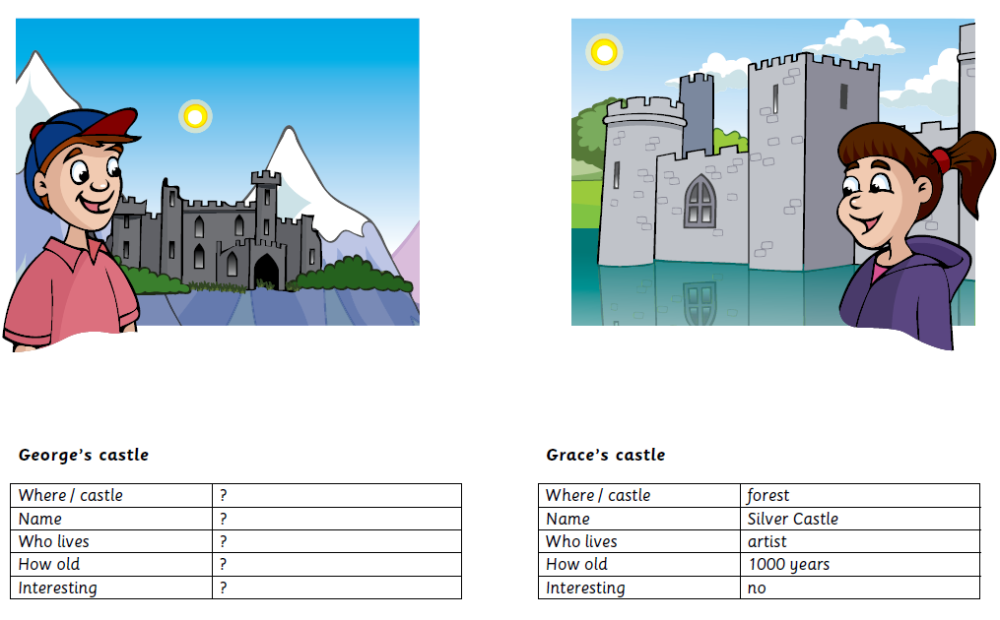 George's castle
Where / castle ?
Name ?
Who lives ?
How old ?
Interesting ?
Grace's castle
Where / castle forest
Name Silver Castle
Who lives artist
How old 1000 years
Interesting no